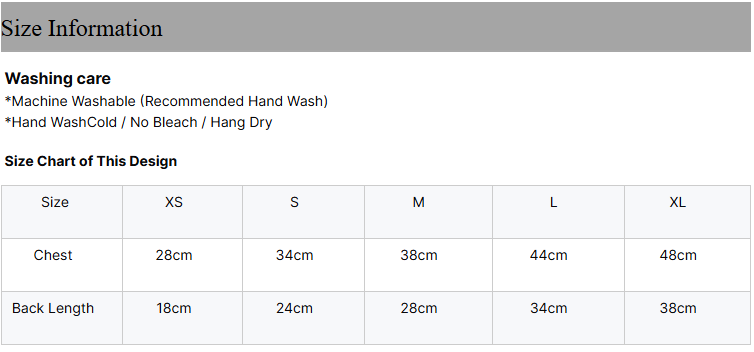 Size Information
Washing care
*Machine Washable (Recommended Hand Wash)
*Hand WashCold / No Bleach / Hang Dry
Size Chart of This Design
Size XS S M L XL
Chest 28cm 34cm 38cm 44cm 48cm
Back Length 18cm 24cm 28cm 34cm 38cm